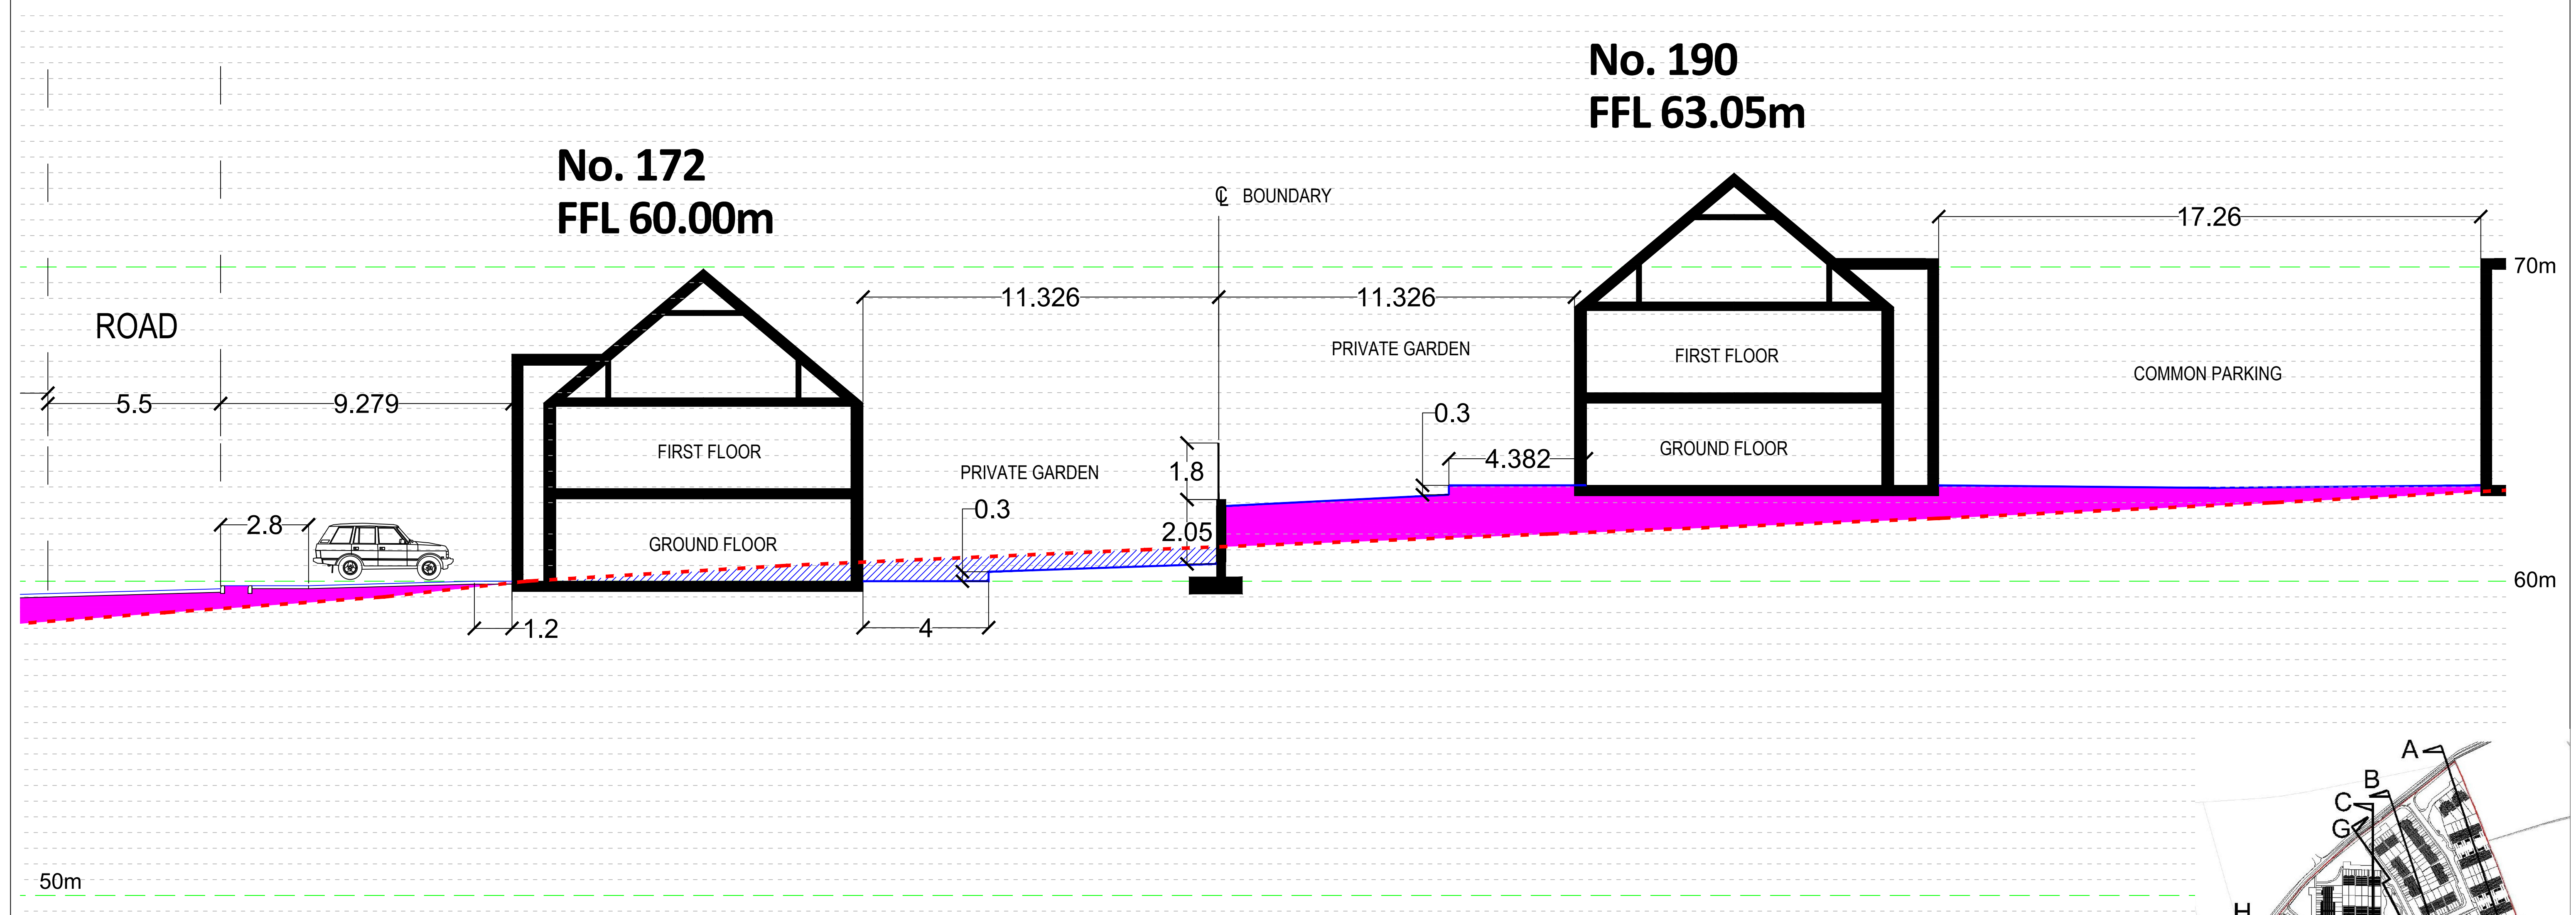 No. 190
FFL 63.05m
No. 172
FFL 60.00m
℄ BOUNDARY
17.26
70m
11.326
11.326
ROAD
PRIVATE GARDEN
FIRST FLOOR
COMMON PARKING
5.5
9.279
0.3
FIRST FLOOR
GROUND FLOOR
4.382
PRIVATE GARDEN
1.8
0.3
2.8
2.05
GROUND FLOOR
60m
1.2
4
A
B
C
G
50m
H